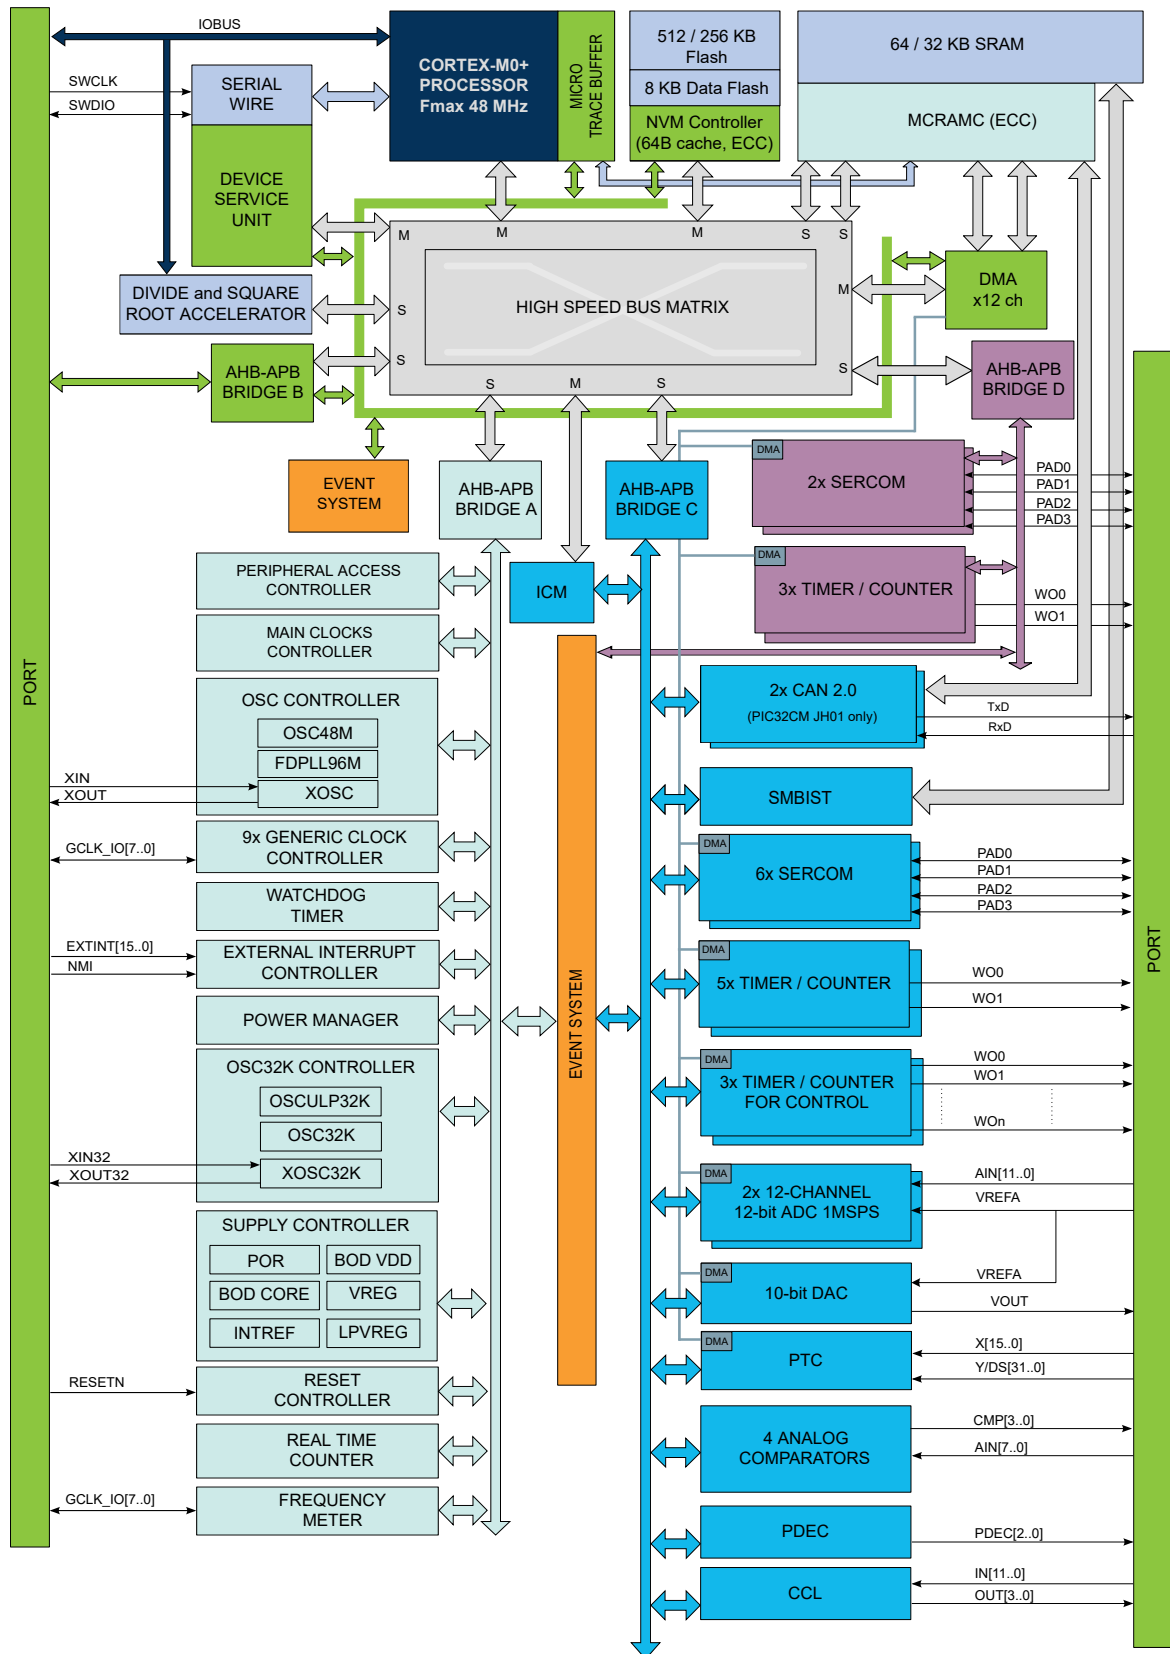 IOBUS
SWCLK
SWDIO
SERIAL
WIRE
DEVICE
SERVICE
UNIT
CORTEX-M0+
PROCESSOR
Fmax 48 MHz
MICRO
TRACE BUFFER
512 / 256 KB
Flash
8 KB Data Flash
NVM Controller
(64B cache, ECC)
64 / 32 KB SRAM
MCRAMC (ECC)
M
M
M
S
S
DIVIDE and SQUARE
ROOT ACCELERATOR
S
HIGH SPEED BUS MATRIX
M
DMA
x12 ch
AHB-APB
BRIDGE B
S
S
M
S
S
AHB-APB
BRIDGE D
EVENT
SYSTEM
AHB-APB
BRIDGE A
AHB-APB
BRIDGE C
DMA
2x SERCOM
PAD0
PAD1
PAD2
PAD3
DMA
3x TIMER / COUNTER
WO0
WO1
ICM
PORT
PORT
EVENT SYSTEM
PERIPHERAL ACCESS
CONTROLLER
MAIN CLOCKS
CONTROLLER
OSC CONTROLLER
OSC48M
FDPLL96M
XOSC
XIN
XOUT
9x GENERIC CLOCK
CONTROLLER
GCLK_IO[7..0]
WATCHDOG
TIMER
EXTINT[15..0]
NMI
EXTERNAL INTERRUPT
CONTROLLER
POWER MANAGER
OSC32K CONTROLLER
OSCULP32K
OSC32K
XOSC32K
XIN32
XOUT32
SUPPLY CONTROLLER
POR
BOD VDD
BOD CORE
VREG
INTREF
LPVREG
RESETN
RESET
CONTROLLER
REAL TIME
COUNTER
GCLK_IO[7..0]
FREQUENCY
METER
2x CAN 2.0
(PIC32CM JH01 only)
TxD
RxD
SMBIST
DMA
6x SERCOM
PAD0
PAD1
PAD2
PAD3
DMA
5x TIMER / COUNTER
WO0
WO1
DMA
3x TIMER / COUNTER
FOR CONTROL
WO0
WO1
WOn
DMA
2x 12-CHANNEL
12-bit ADC 1MSPS
AIN[11..0]
VREFA
DMA
10-bit DAC
VREFA
VOUT
DMA
PTC
X[15..0]
Y/DS[31..0]
4 ANALOG
COMPARATORS
CMP[3..0]
AIN[7..0]
PDEC
PDEC[2..0]
CCL
IN[11..0]
OUT[3..0]